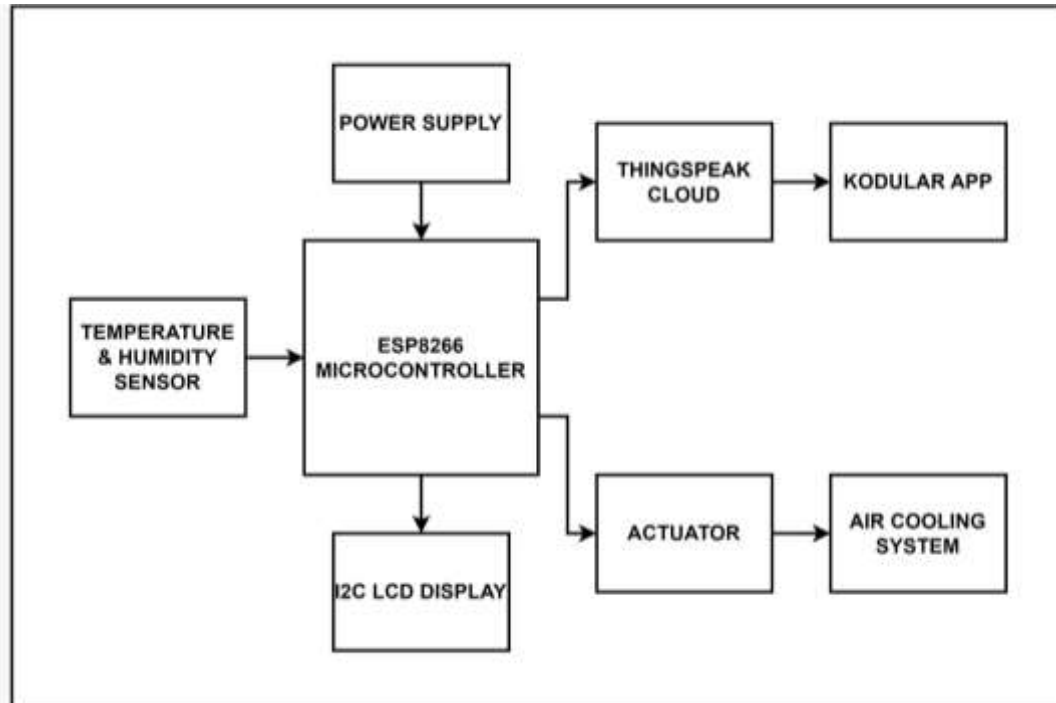 POWER SUPPLY
THINGSPEAK
CLOUD
KODULAR APP
TEMPERATURE
& HUMIDITY
SENSOR
ESP8266
MICROCONTROLLER
ACTUATOR
AIR COOLING
SYSTEM
I2C LCD DISPLAY